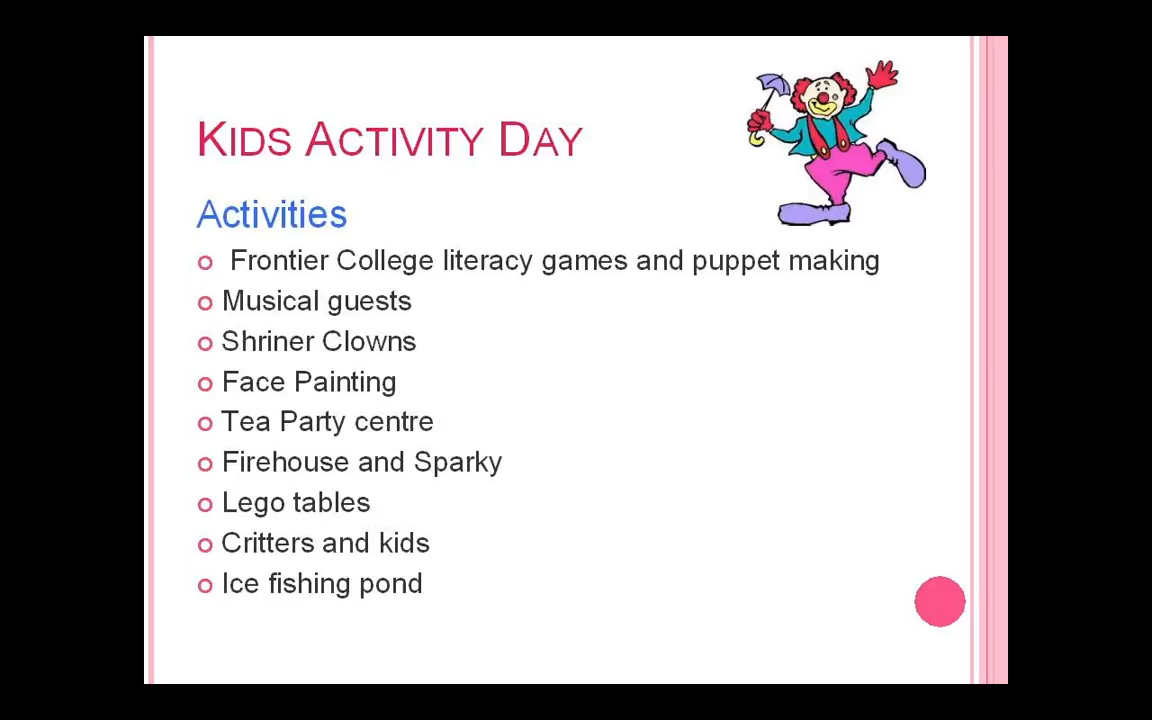 KIDS ACTIVITY DAY
Activities
Frontier College literacy games and puppet making
Musical guests
Shriner Clowns
Face Painting
Tea Party centre
Firehouse and Sparky
Lego tables
Critters and kids
Ice fishing pond